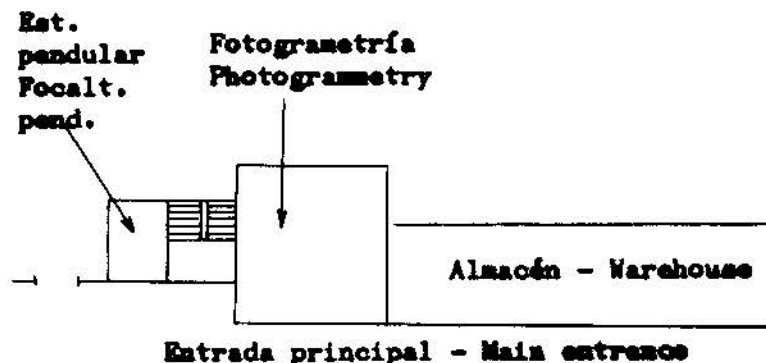 Est.
pendular
Focalt.
pend.
Fotogrametría
Photogrammetry
Almacén - Warehouse
Entrada principal - Main entrance